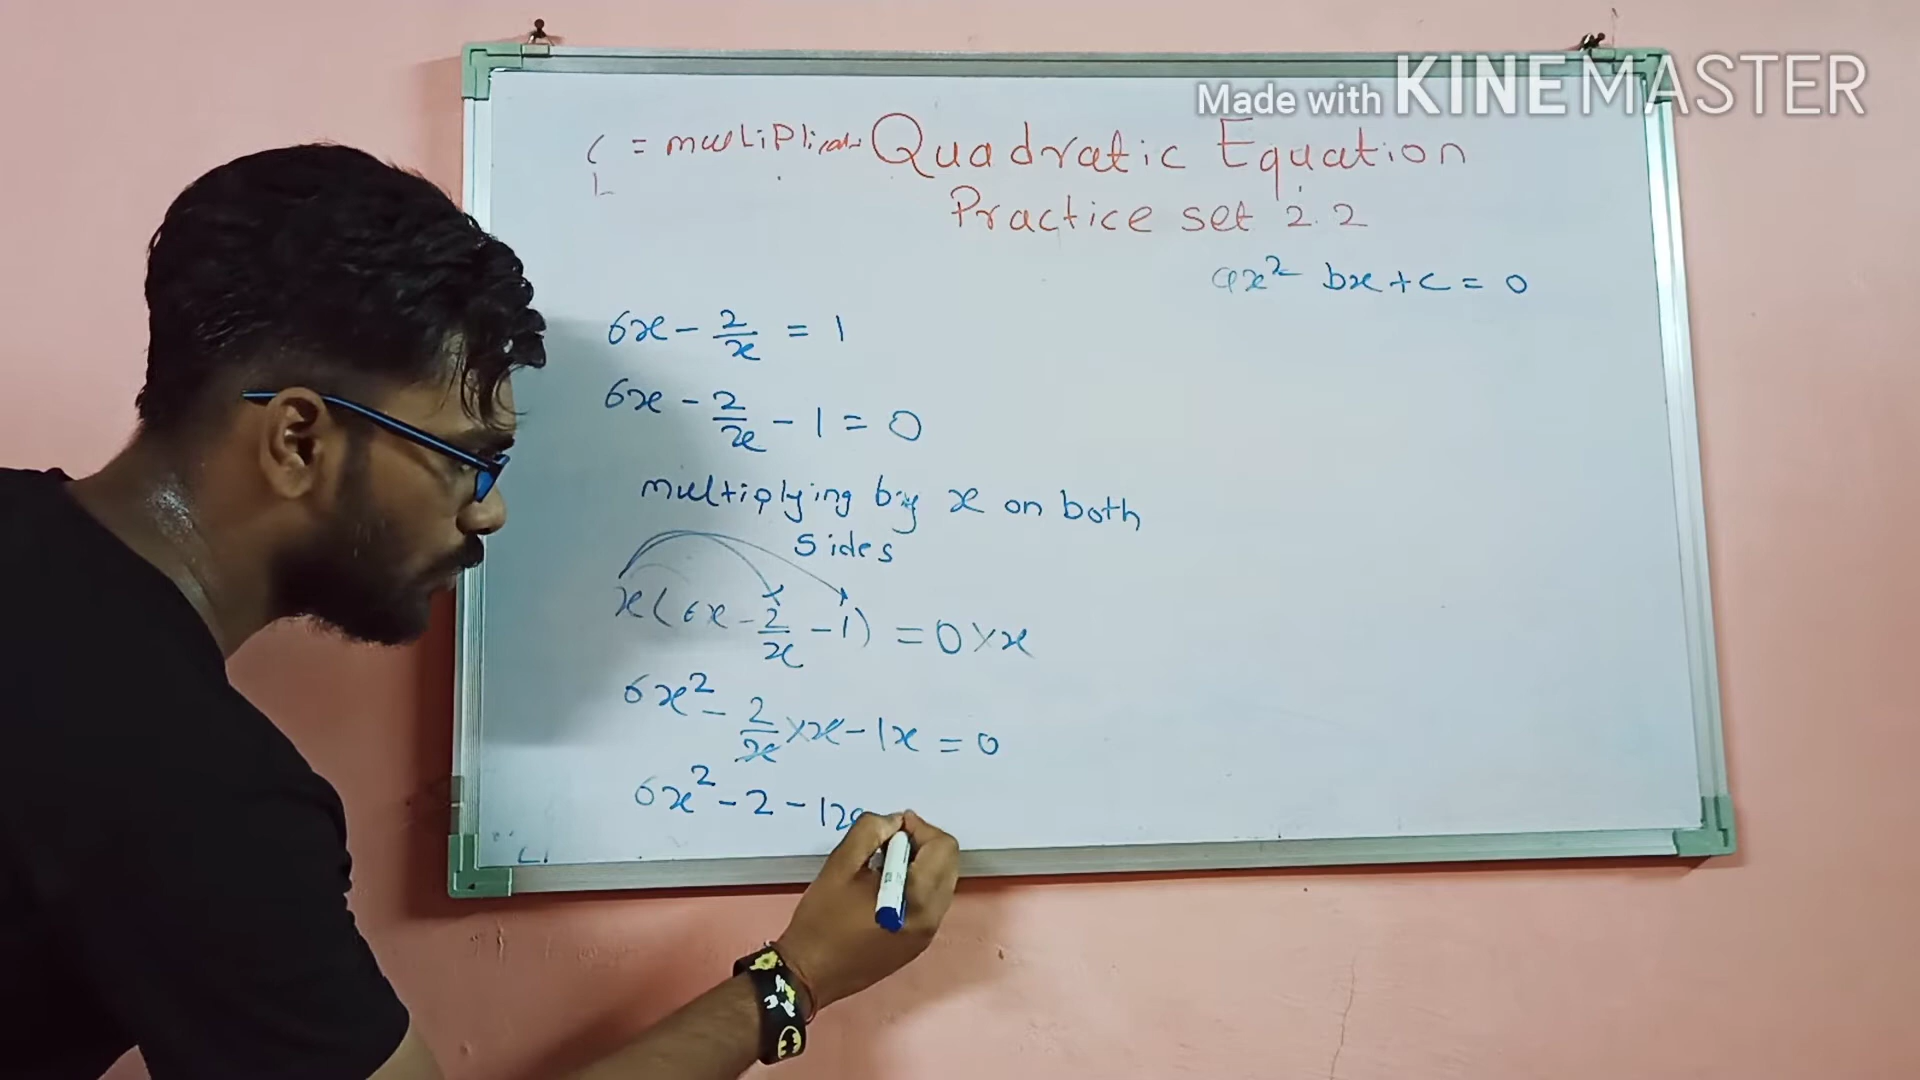 Made with KINEMASTER
c = multiplica Quadratic Equation
Practice set 2.2
ax² bx + c = 0
6x - 2/x = 1
6x - 2/x - 1 = 0
multiplying by x on both
sides
x(6x - 2/x - 1) = 0 × x
6x² - 2/x × x - 1x = 0
6x² - 2 - 1x